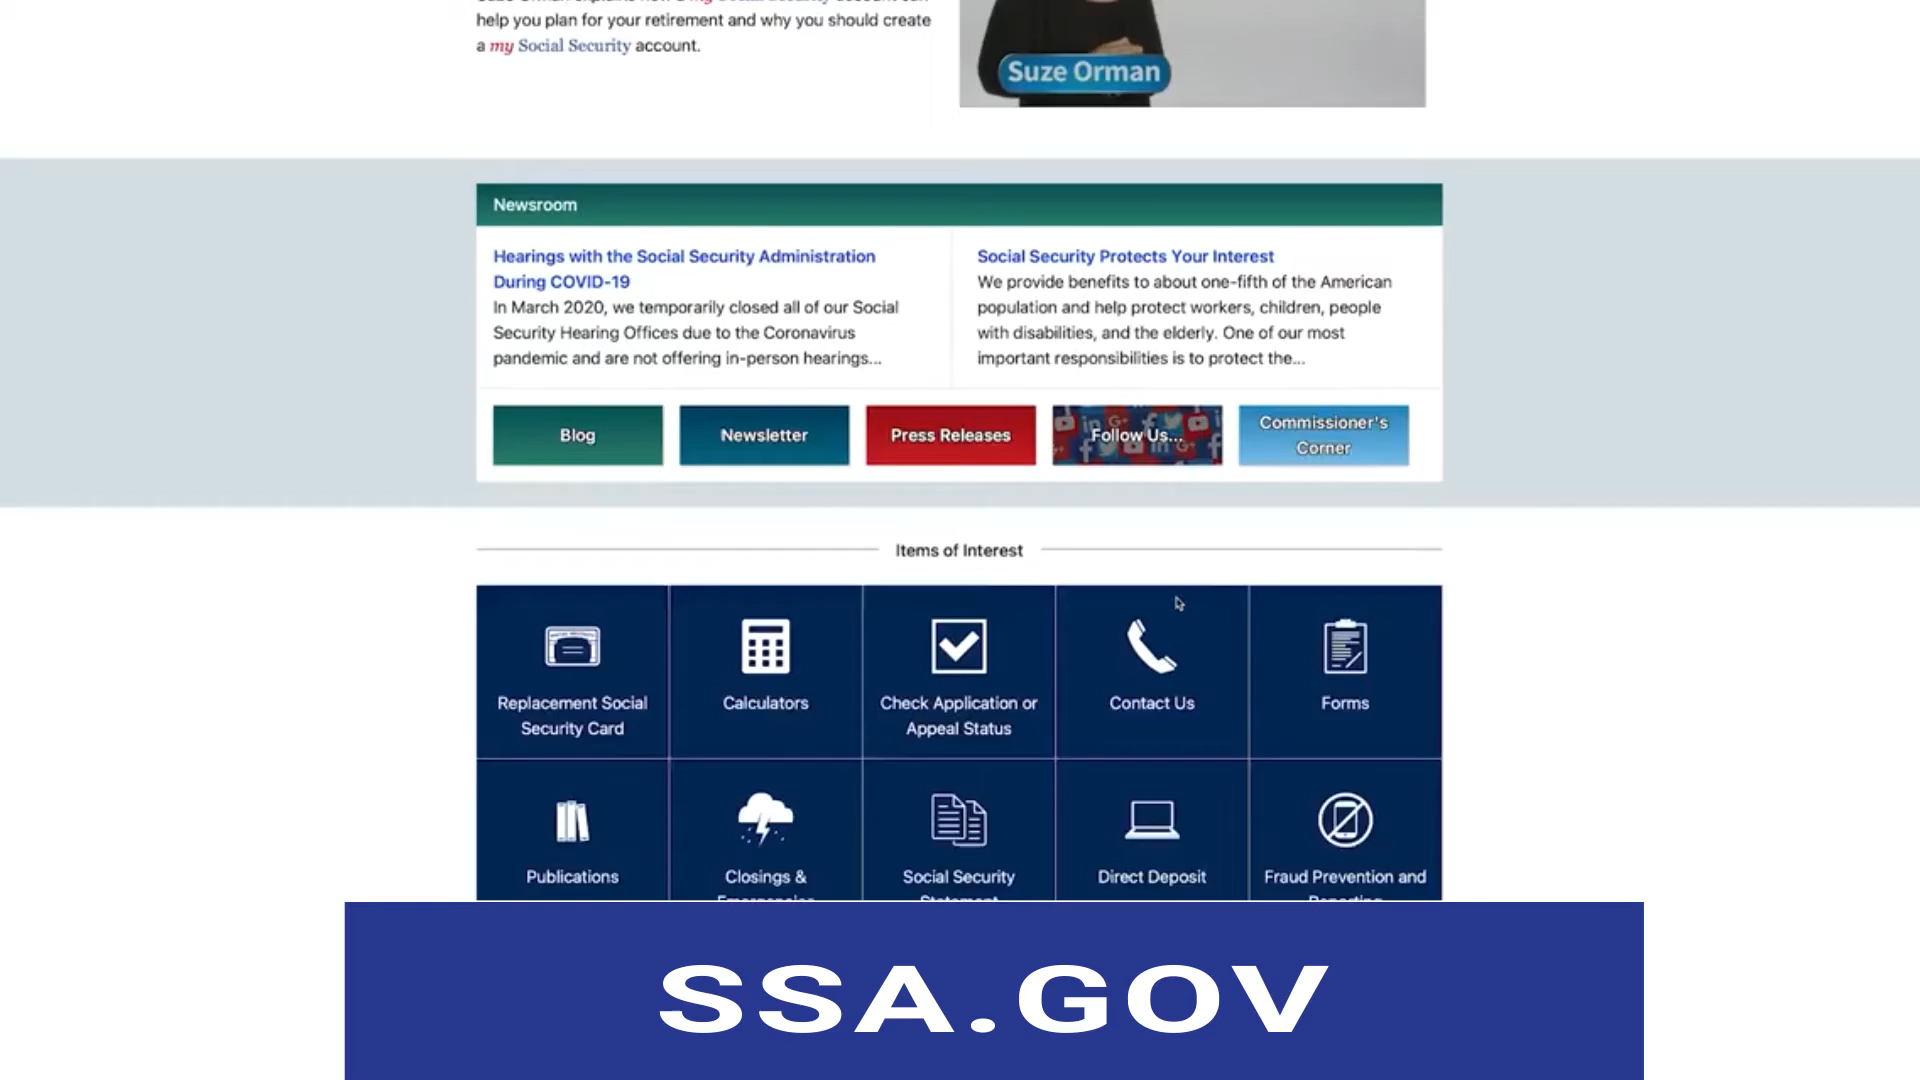 help you plan for your retirement and why you should create
a my Social Security account.
Suze Orman
Newsroom
Hearings with the Social Security Administration
During COVID-19
In March 2020, we temporarily closed all of our Social
Security Hearing Offices due to the Coronavirus
pandemic and are not offering in-person hearings...
Social Security Protects Your Interest
We provide benefits to about one-fifth of the American
population and help protect workers, children, people
with disabilities, and the elderly. One of our most
important responsibilities is to protect the...
Blog
Newsletter
Press Releases
Follow Us...
Commissioner's
Corner
Items of Interest
Replacement Social
Security Card
Calculators
Check Application or
Appeal Status
Contact Us
Forms
Publications
Closings &
Social Security
Direct Deposit
Fraud Prevention and
SSA.GOV